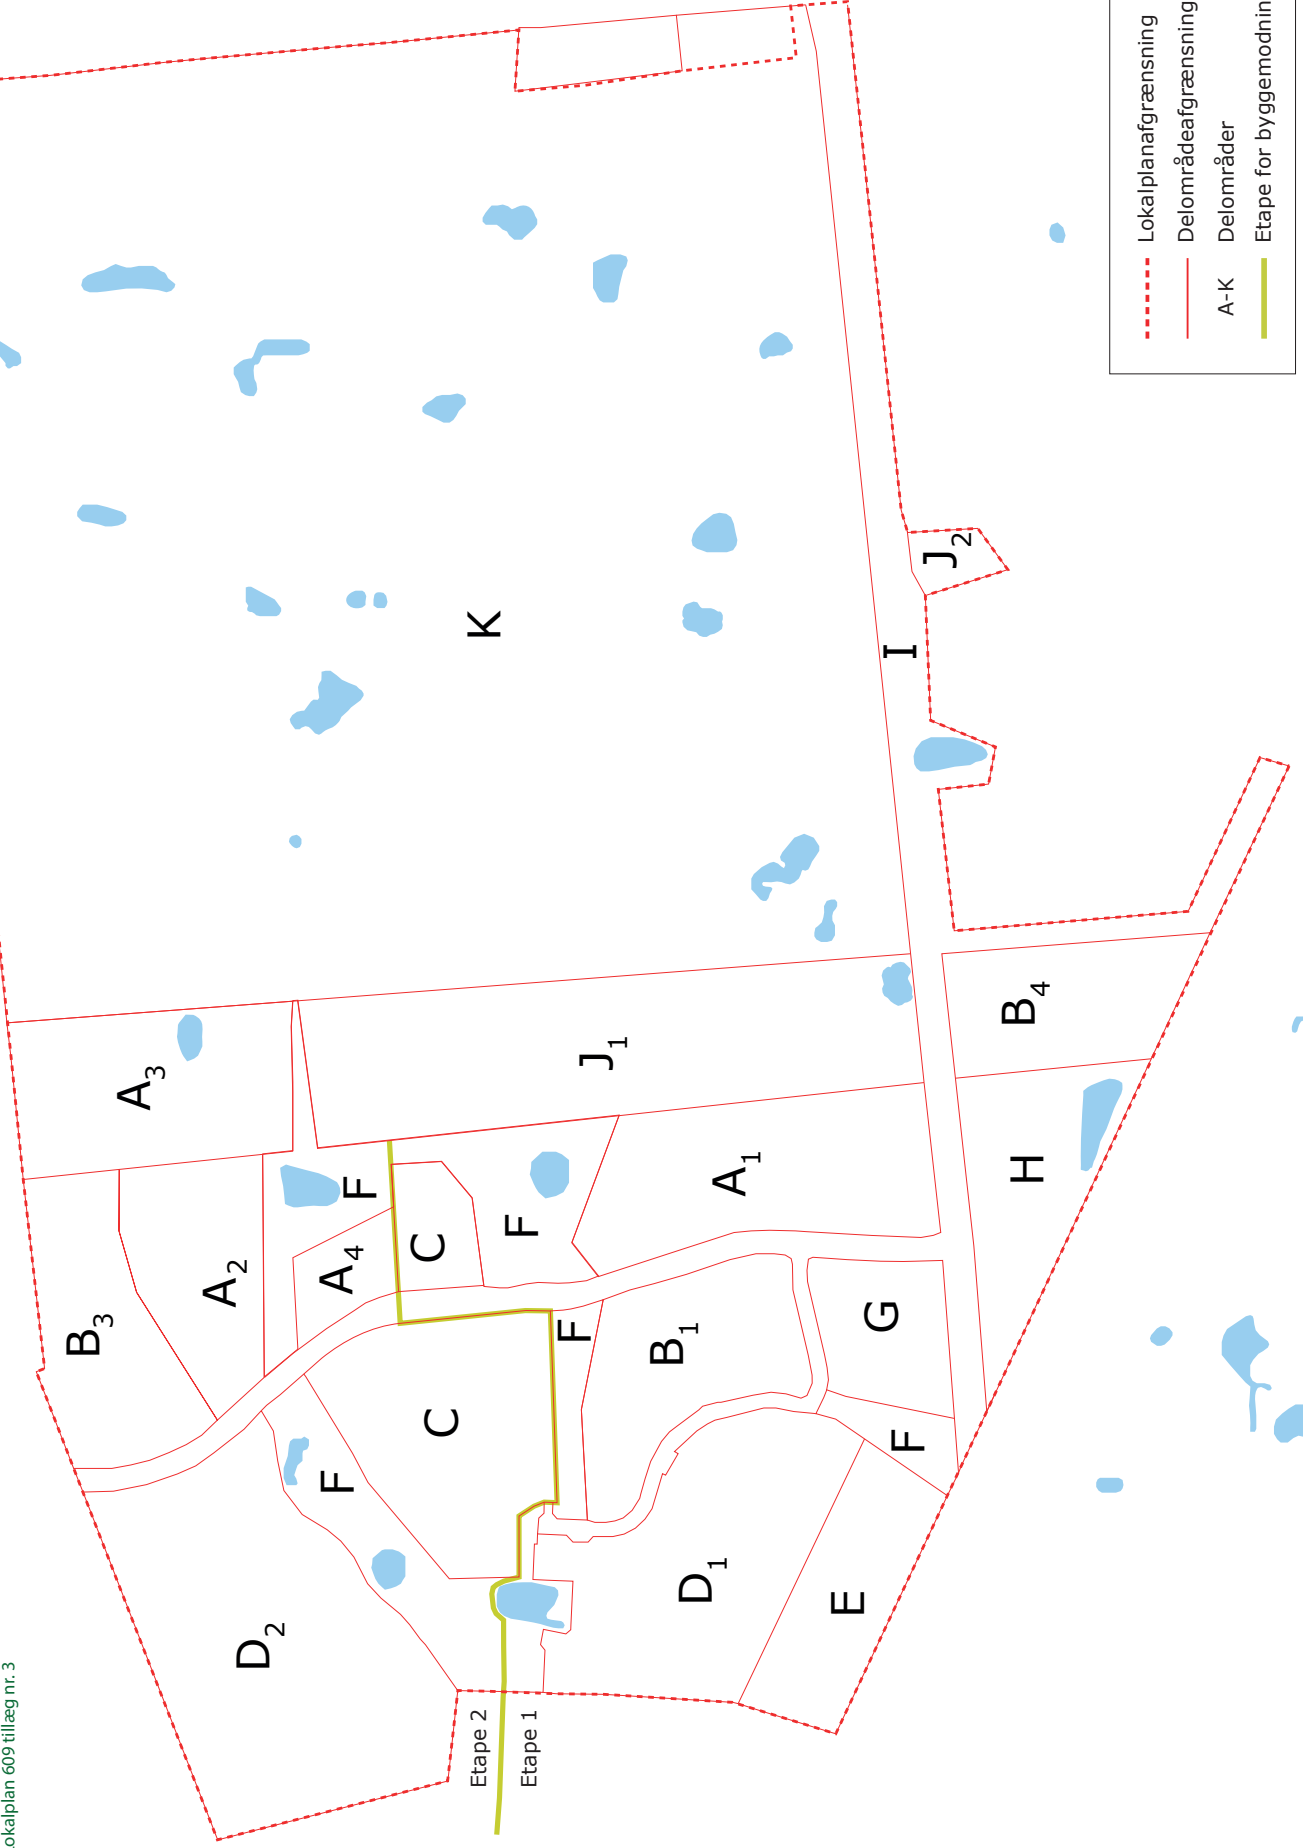 okalplan 609 tillæg nr. 3
D2
B3
A2
A3
F
A4
F
C
C
F
J1
K
Etape 2
Etape 1
F
B1
D1
A1
E
G
F
I
J2
H
B4
Lokalplanafgrænsning
Delområdeafgrænsning
A-K Delområder
Etape for byggemodnin